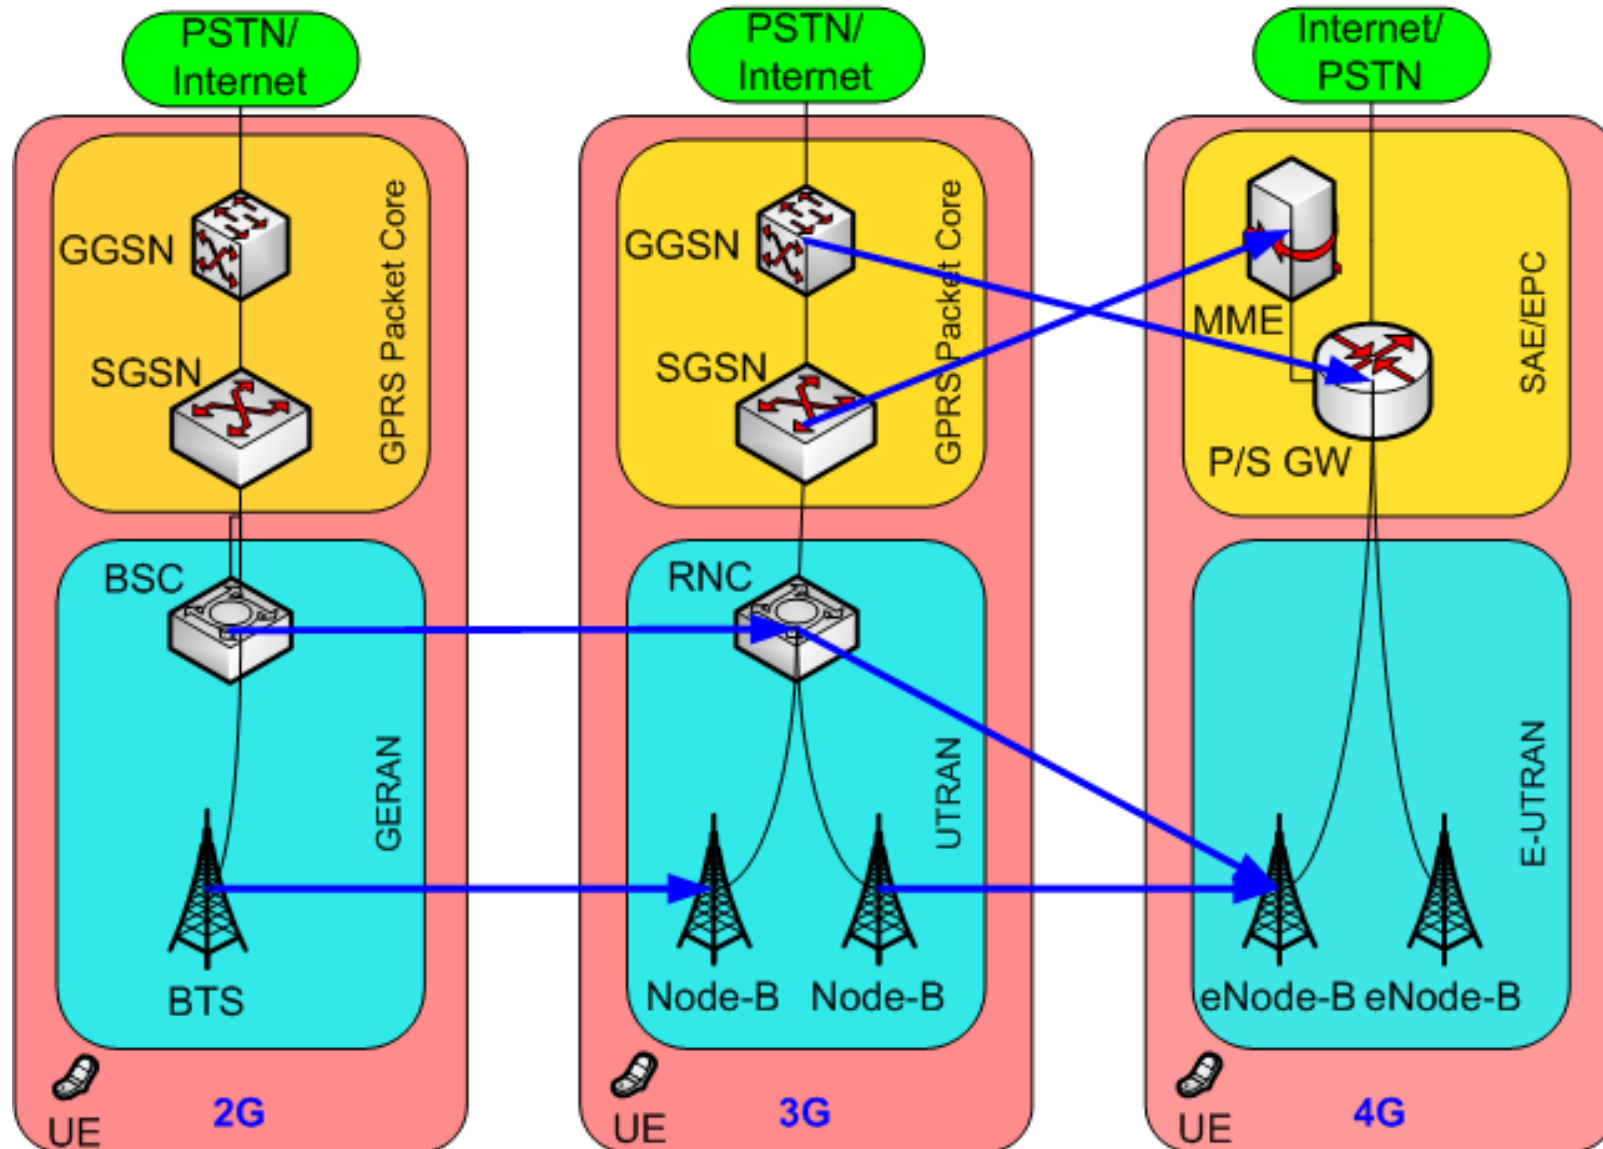 PSTN/
Internet
GGSN
SGSN
GPRS Packet Core
BSC
GERAN
BTS
UE
2G
PSTN/
Internet
GGSN
SGSN
GPRS Packet Core
RNC
UTRAN
Node-B Node-B
UE
3G
Internet/
PSTN
MME
SAE/EPC
P/S GW
E-UTRAN
eNode-B eNode-B
UE
4G